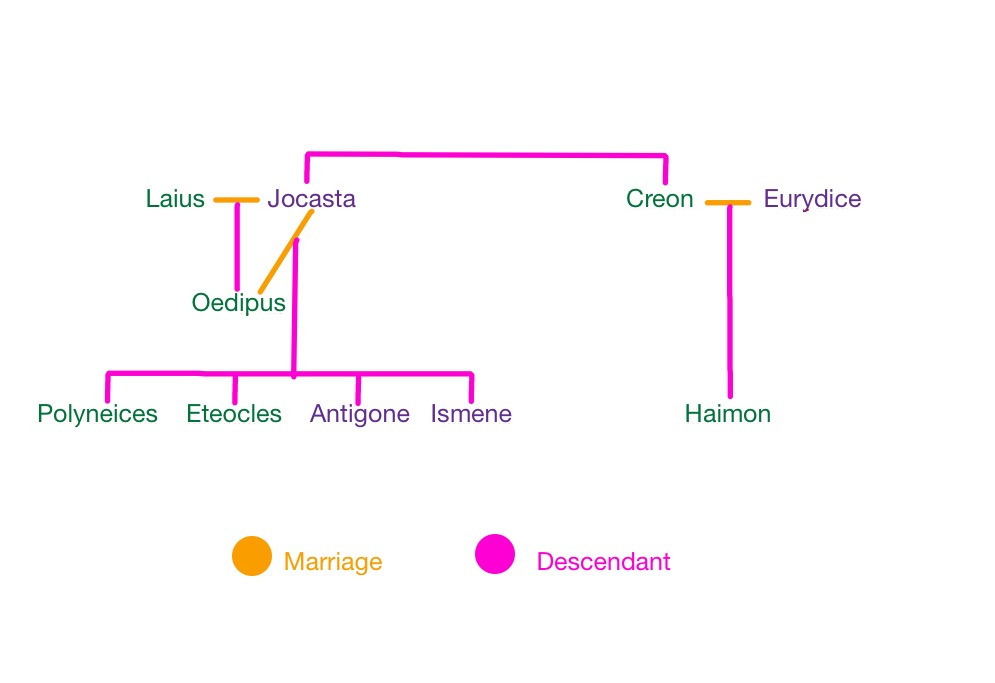 Laius Jocasta Creon Eurydice
Oedipus
Polyneices Eteocles Antigone Ismene Haimon
Marriage Descendant